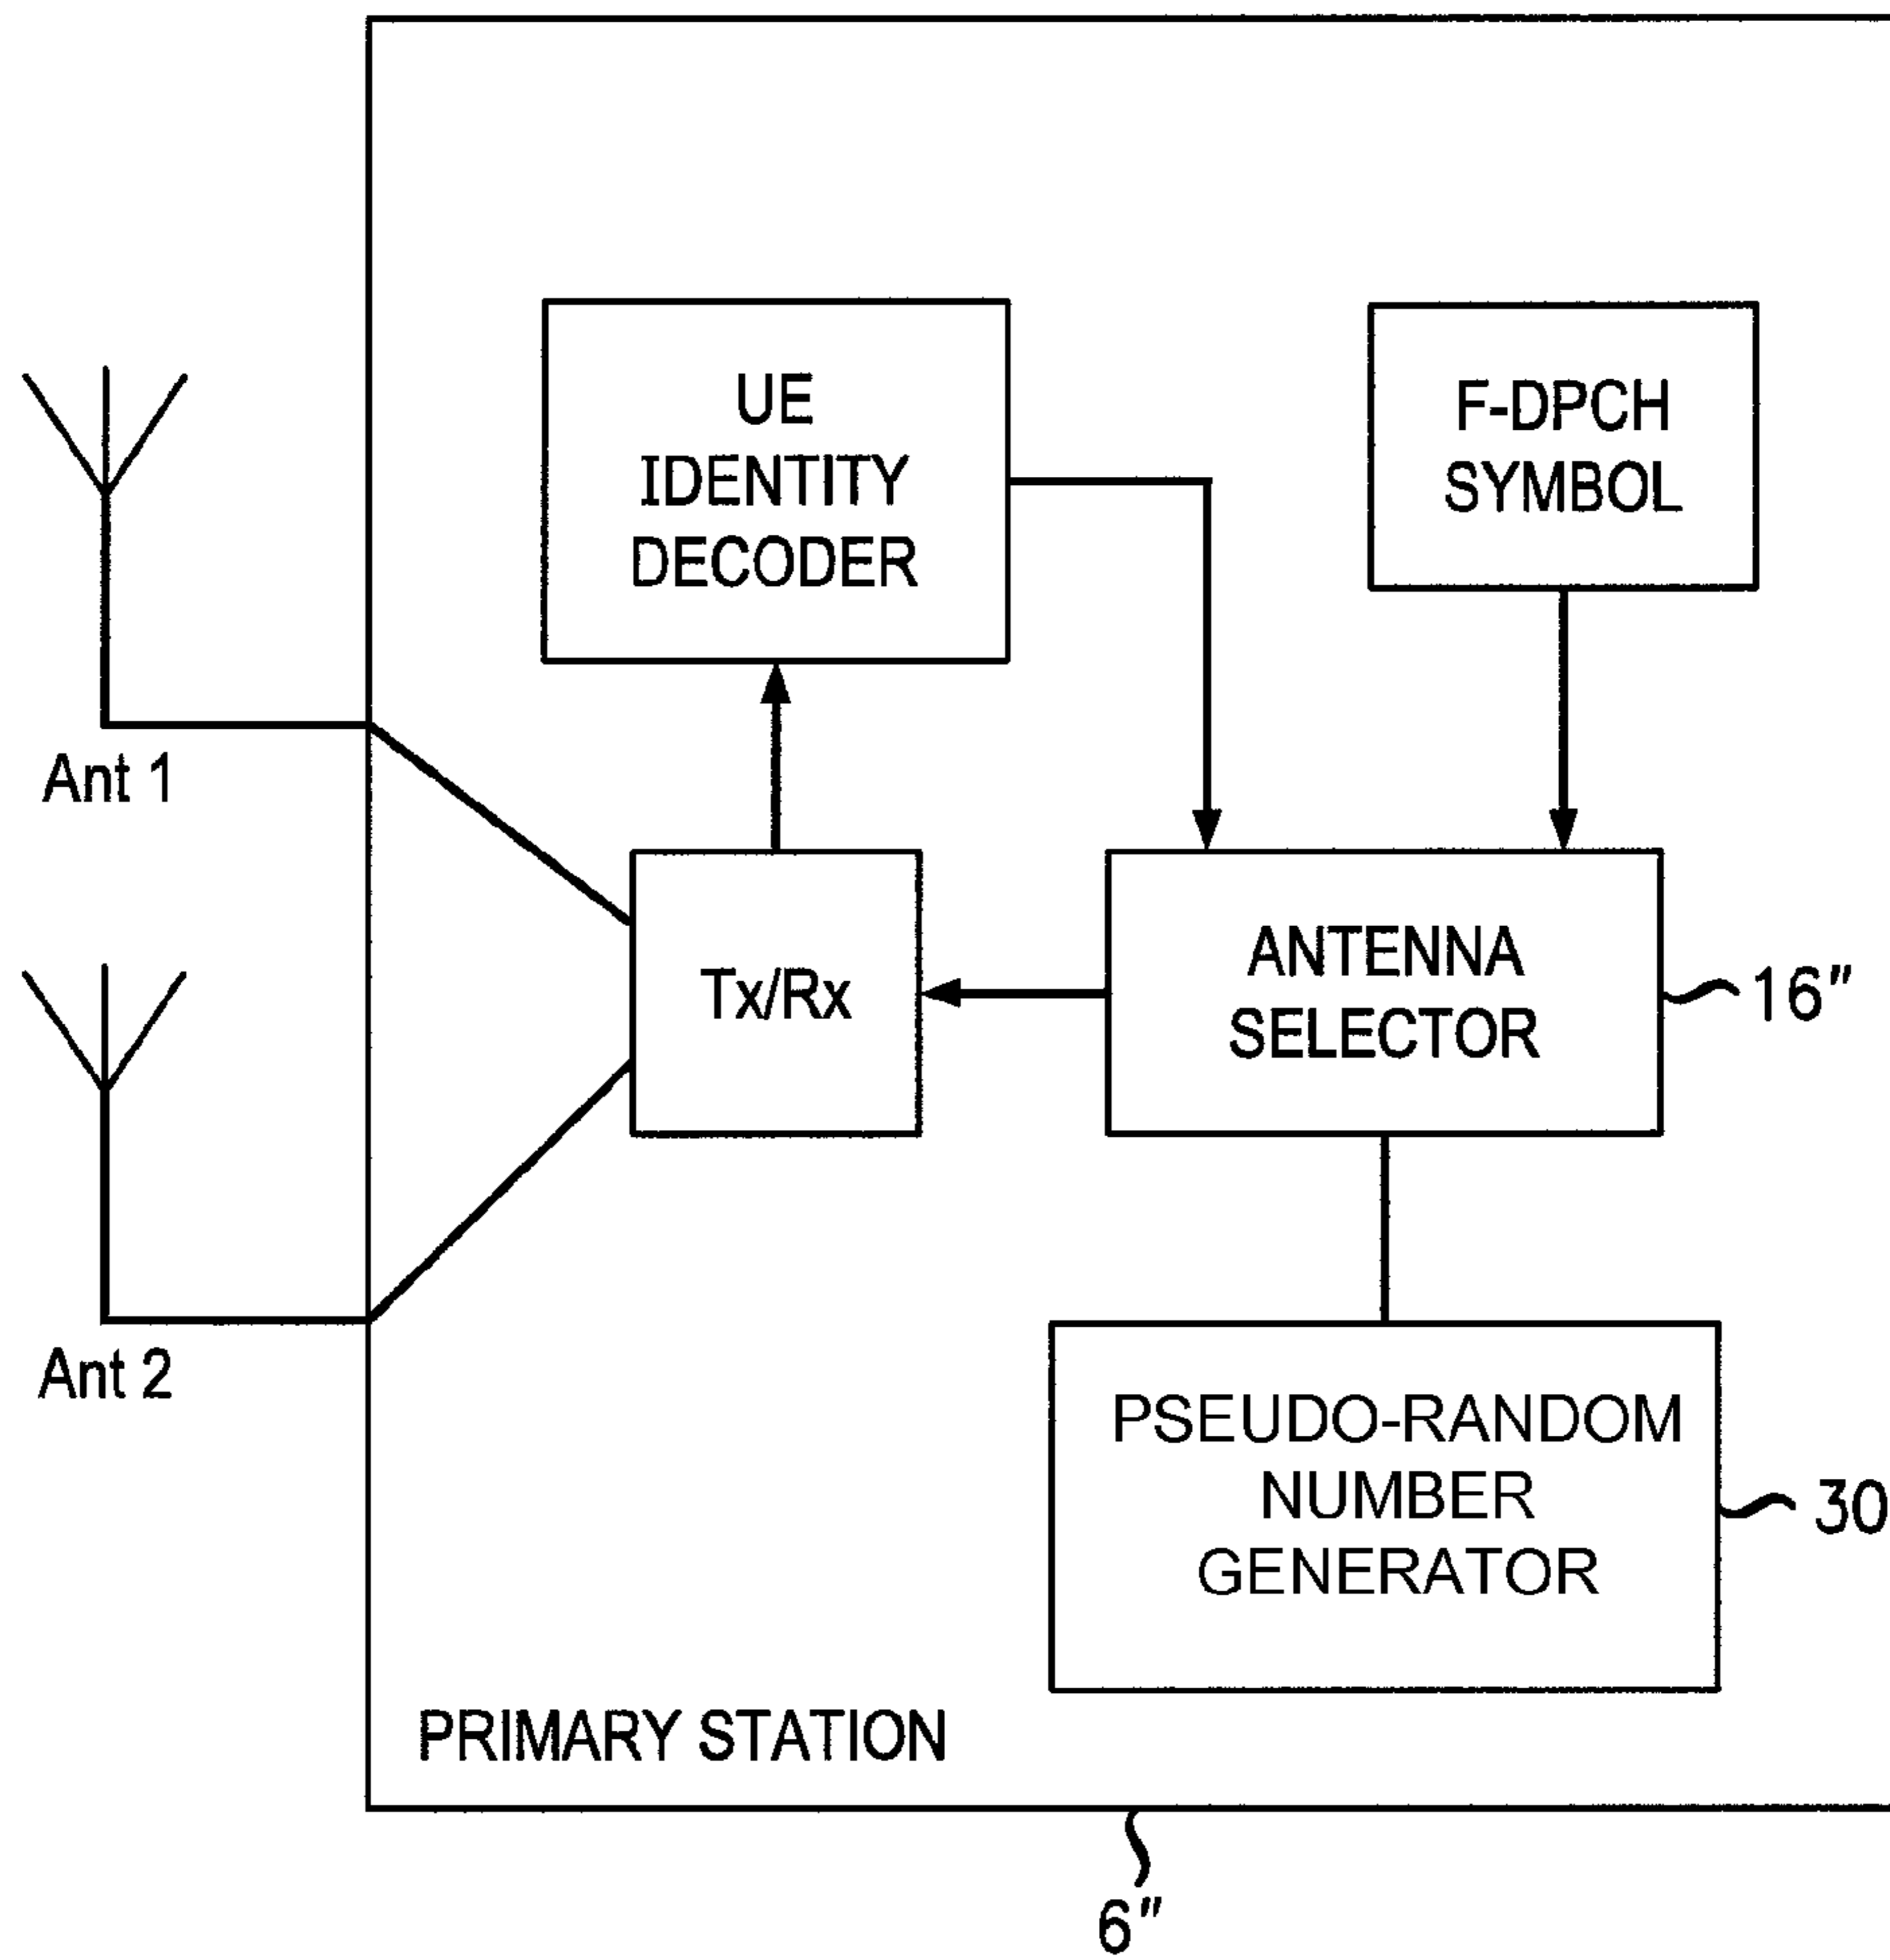 UE
IDENTITY
DECODER
F-DPCH
SYMBOL
Ant 1
Tx/Rx
ANTENNA
SELECTOR
16″
Ant 2
PSEUDO-RANDOM
NUMBER
GENERATOR
30
PRIMARY STATION
6″